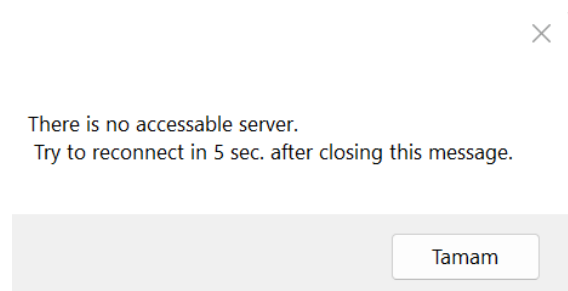 There is no accessable server.
Try to reconnect in 5 sec. after closing this message.
Tamam